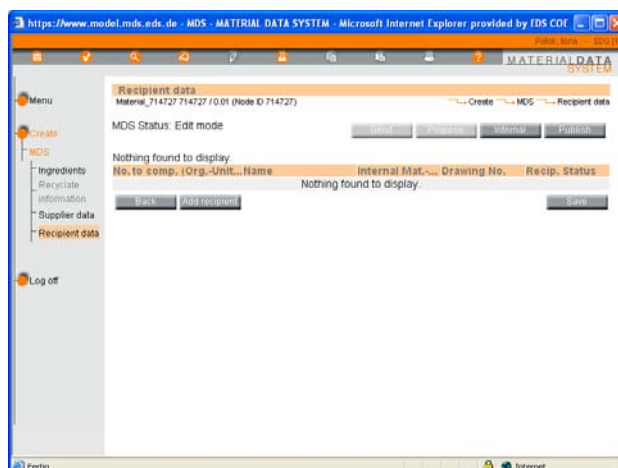 https://www.model.mds.eds.de - MDS - MATERIAL DATA SYSTEM - Microsoft Internet Explorer provided by EDS COE
MATERIALDATA
SYSTEM
Menu
Create
MDS
Ingredients
Recyclate
information
Supplier data
Recipient data
Log off
Recipient data
Material_714727 714727 / 0.01 (Node ID 714727)
Create MDS Recipient data
MDS Status: Edit mode
Send Propose Internal Publish
Nothing found to display.
No. to comp. (Org.-Unit... Name Internal Mat.-... Drawing No. Recip. Status
Nothing found to display.
Back Add recipient Save
Fertig Internet